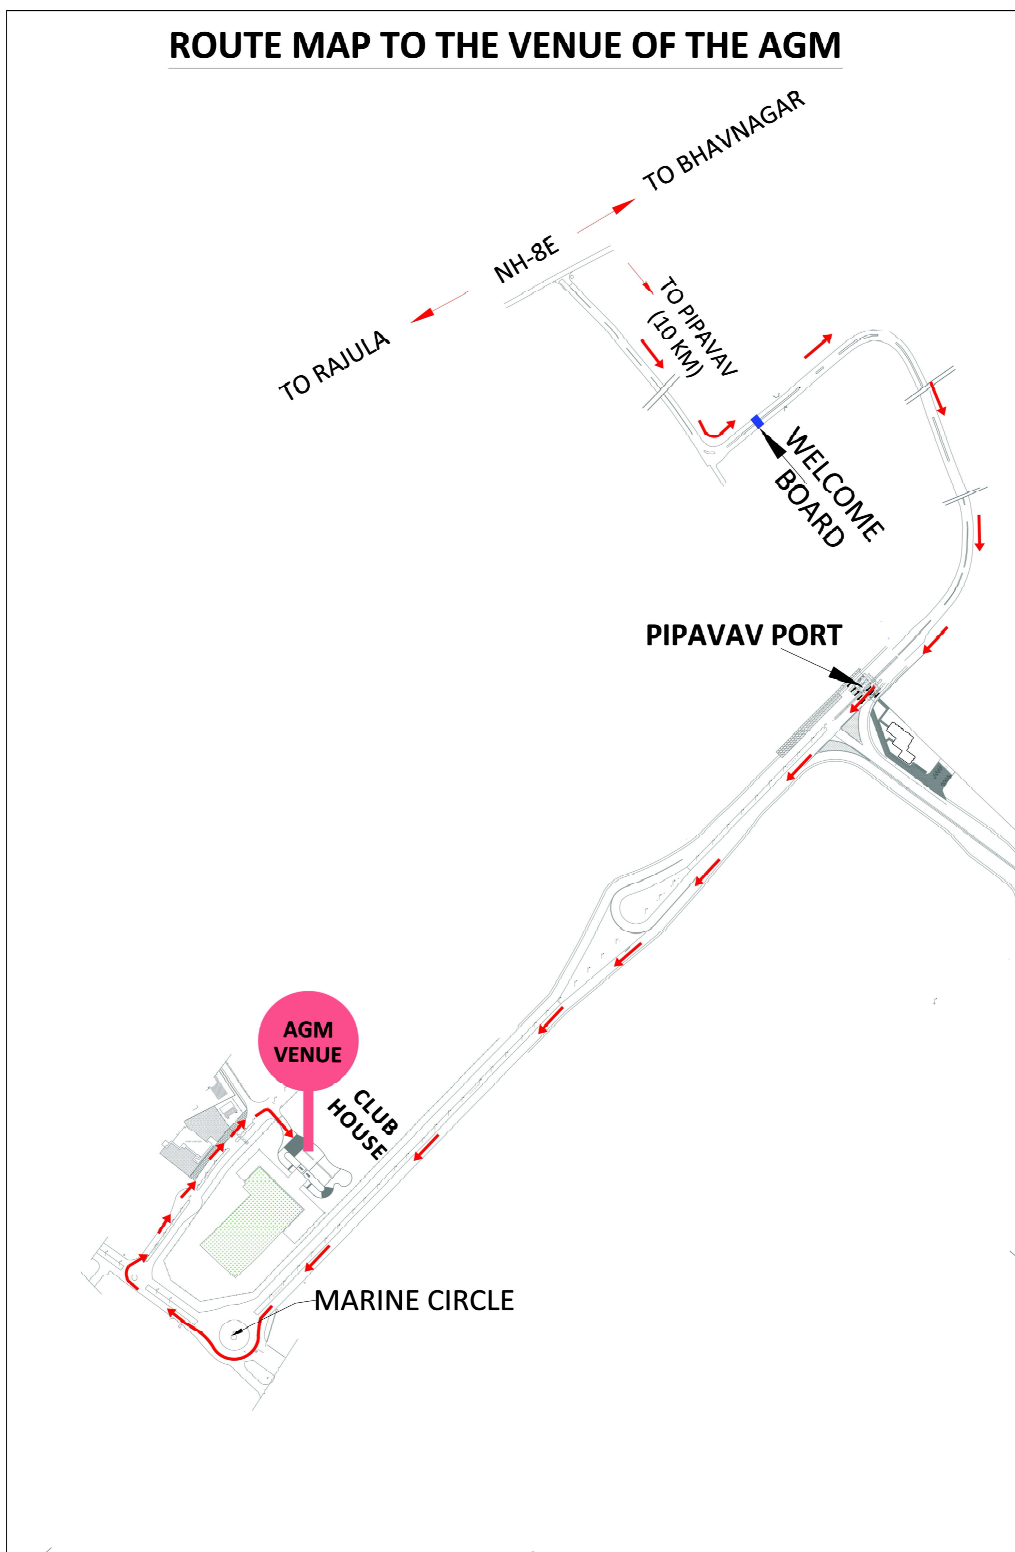 ROUTE MAP TO THE VENUE OF THE AGM
TO BHAVNAGAR
NH-8E
TO RAJULA
TO PIPAVAV
(10 KM)
WELCOME
BOARD
PIPAVAV PORT
AGM
VENUE
CLUB
HOUSE
MARINE CIRCLE